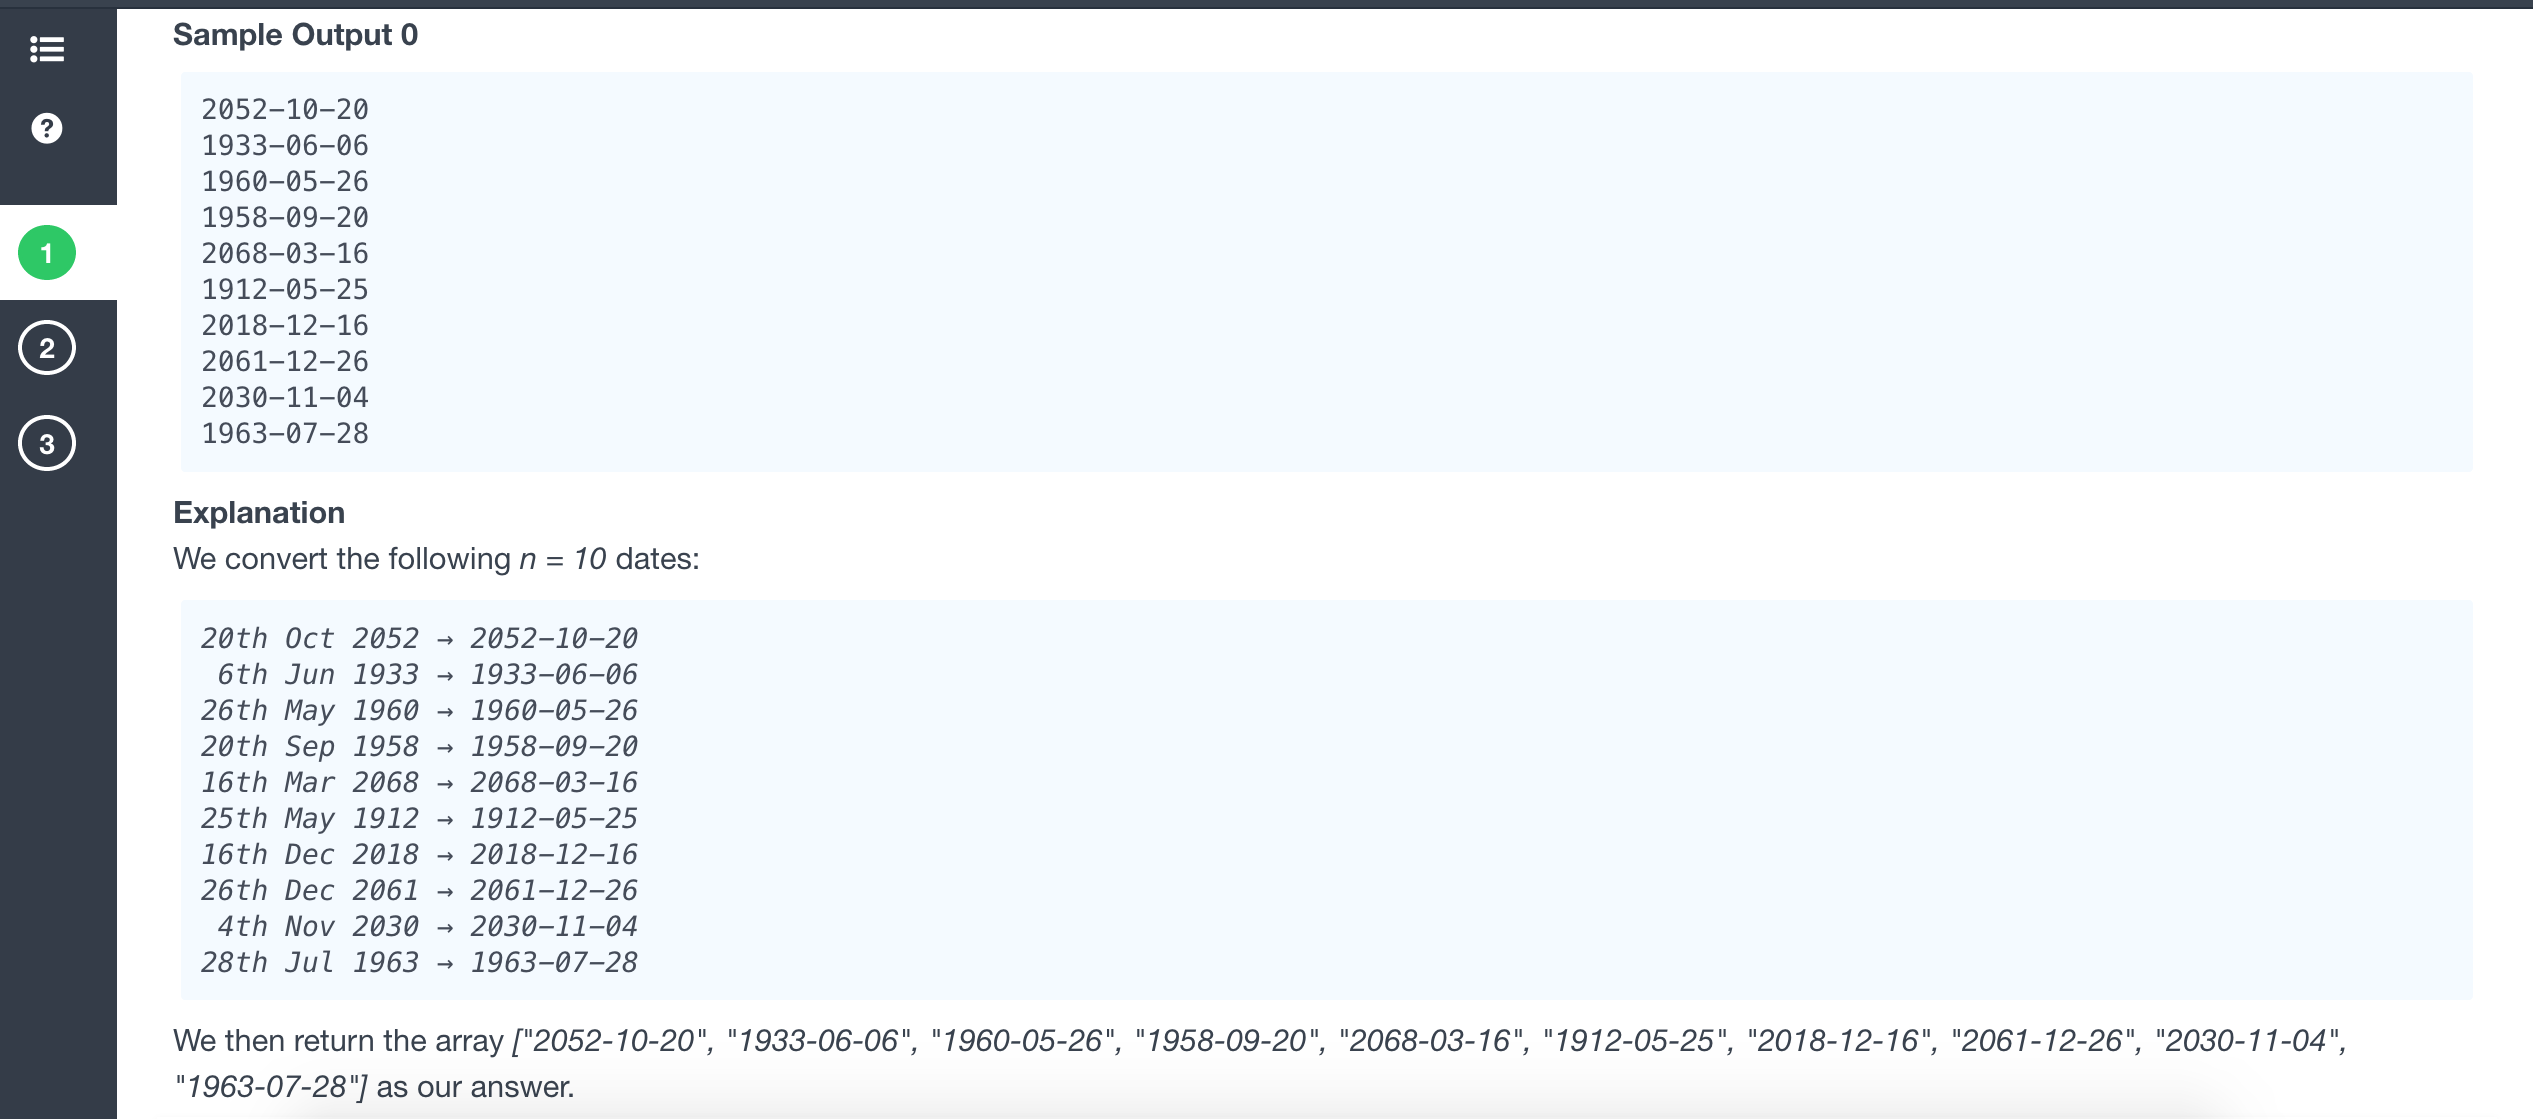 Sample Output 0
2052-10-20
1933-06-06
1960-05-26
1958-09-20
2068-03-16
1912-05-25
2018-12-16
2061-12-26
2030-11-04
1963-07-28
?
1
2
3
Explanation
We convert the following n = 10 dates:
20th Oct 2052 → 2052-10-20
6th Jun 1933 → 1933-06-06
26th May 1960 → 1960-05-26
20th Sep 1958 → 1958-09-20
16th Mar 2068 → 2068-03-16
25th May 1912 → 1912-05-25
16th Dec 2018 → 2018-12-16
26th Dec 2061 → 2061-12-26
4th Nov 2030 → 2030-11-04
28th Jul 1963 → 1963-07-28
We then return the array ["2052-10-20", "1933-06-06", "1960-05-26", "1958-09-20", "2068-03-16", "1912-05-25", "2018-12-16", "2061-12-26", "2030-11-04",
"1963-07-28"] as our answer.